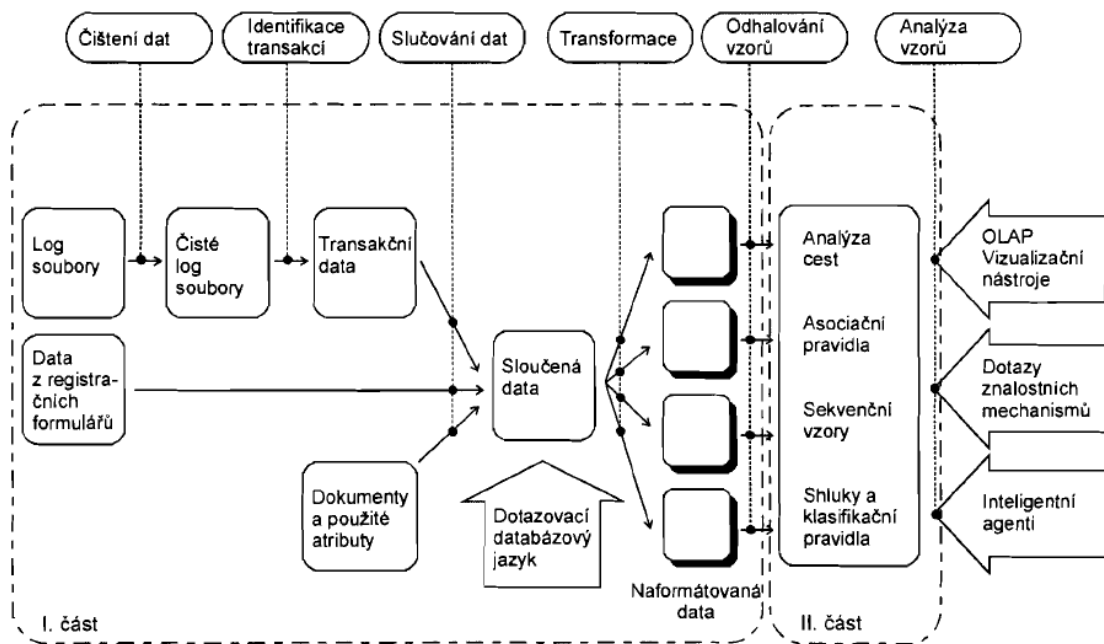 Čištení dat
Identifikace
transakcí
Slučování dat
Transformace
Odhalování
vzorů
Analýza
vzorů
Log
soubory
Čisté
log
soubory
Transakční
data
Data
z registra-
čních
formulářů
Sloučená
data
Dokumenty
a použité
atributy
Dotazovací
databázový
jazyk
Naformátovaná
data
Analýza
cest
Asociační
pravidla
Sekvenční
vzory
Shluky a
klasifikační
pravidla
OLAP
Vizualizační
nástroje
Dotazy
znalostních
mechanismů
Inteligentní
agenti
I. část
II. část